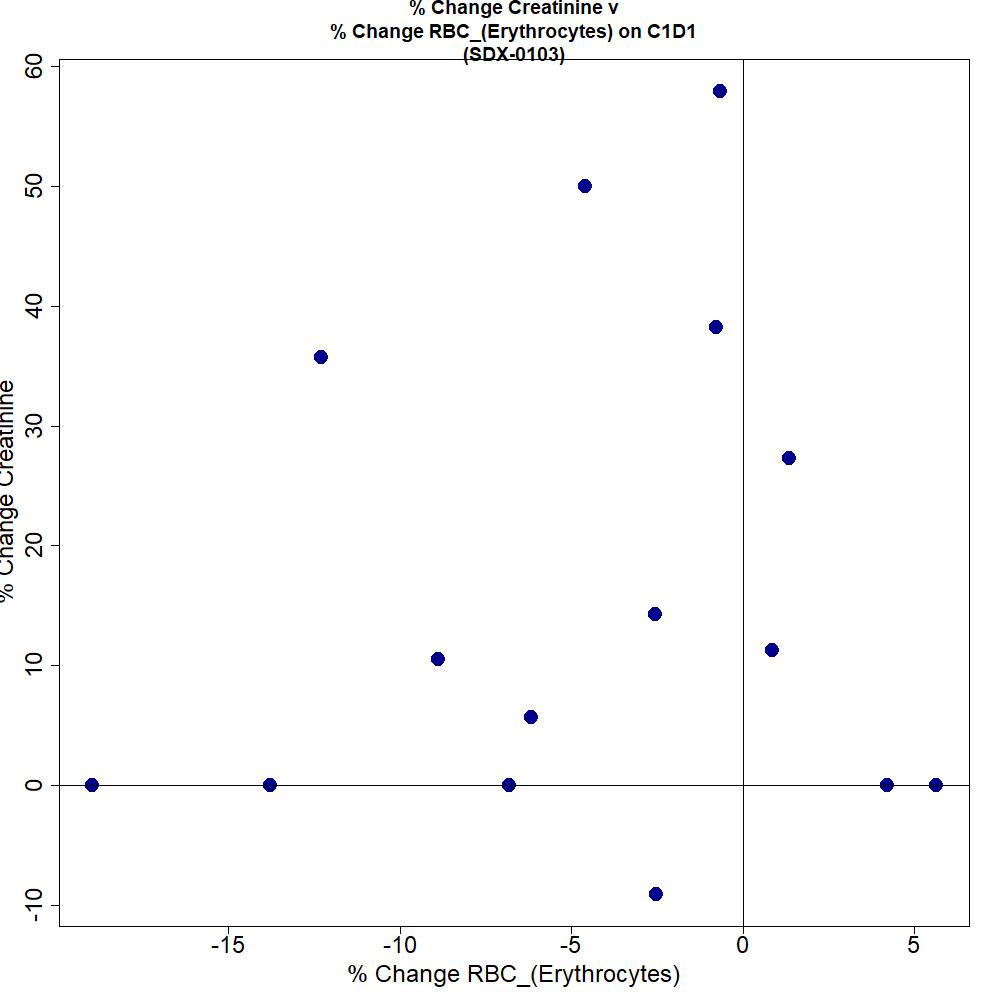 % Change Creatinine v
% Change RBC_(Erythrocytes) on C1D1
(SDX-0103)
60
50
40
30
20
10
0
-10
% Change Creatinine
-15
-10
-5
0
5
% Change RBC_(Erythrocytes)